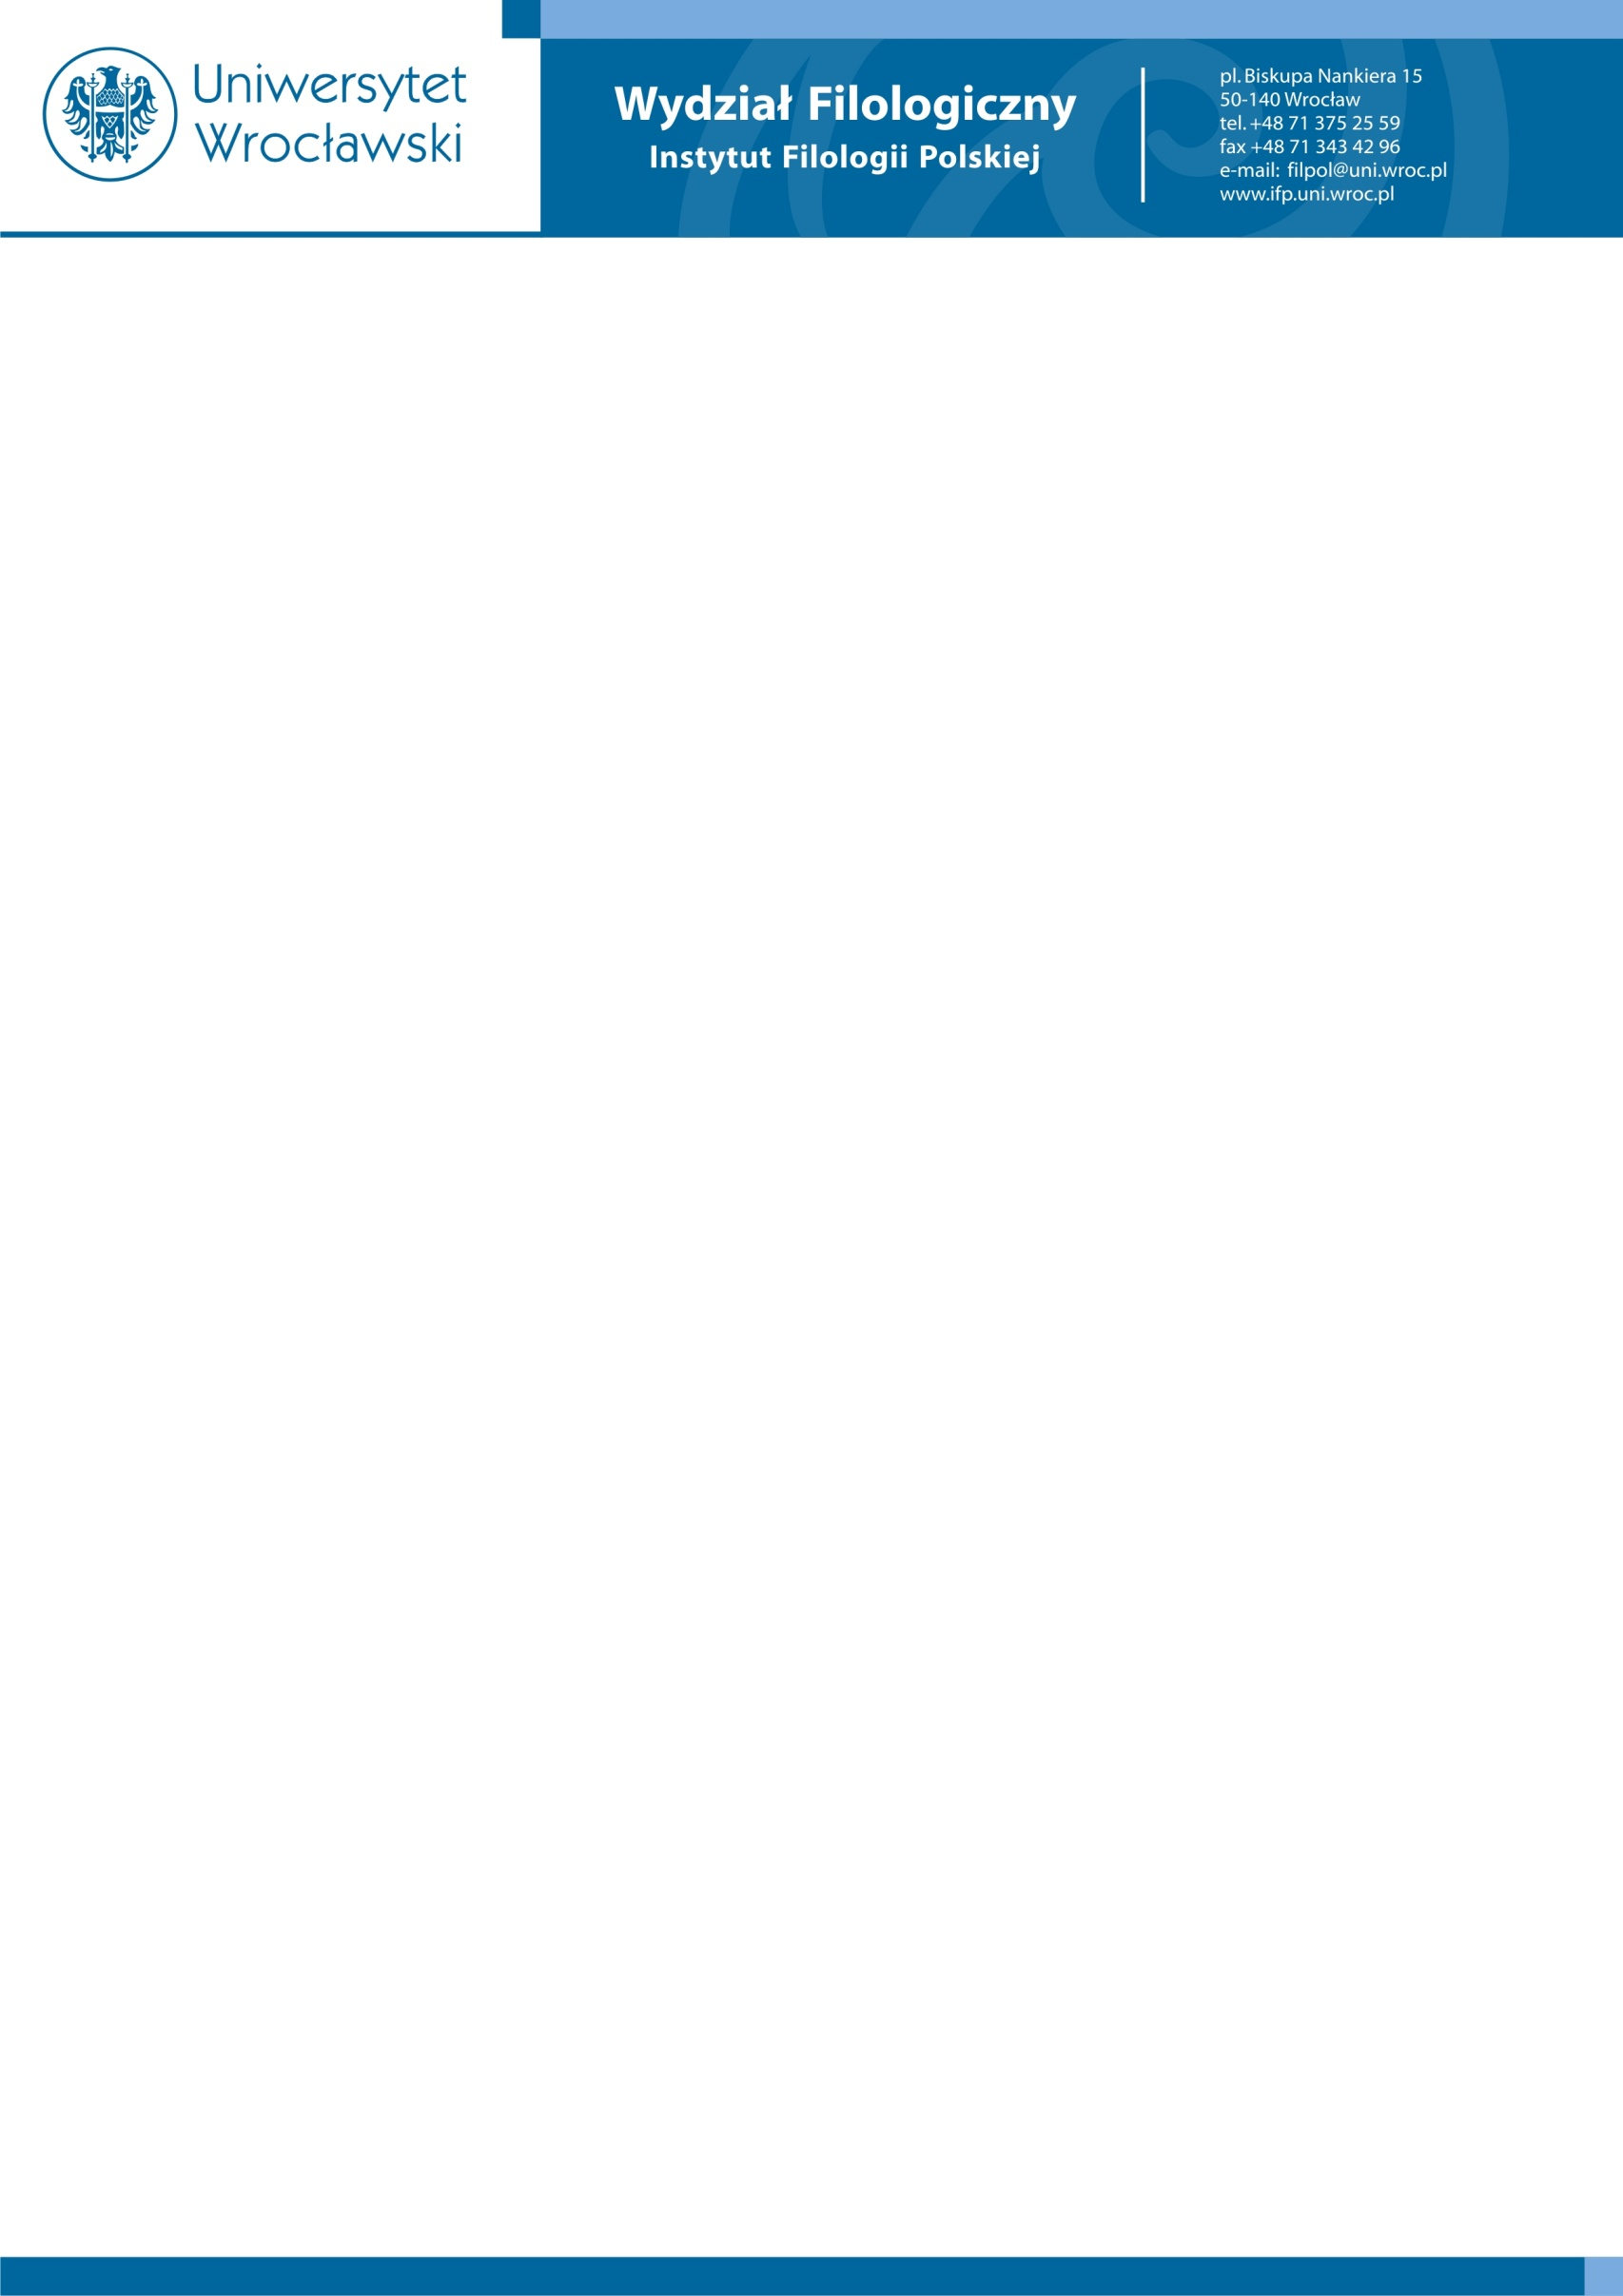 Uniwersytet
Wrocławski
Wydział Filologiczny
Instytut Filologii Polskiej
pl. Biskupa Nankiera 15
50-140 Wrocław
tel. +48 71 375 25 59
fax +48 71 343 42 96
e-mail: filpol@uni.wroc.pl
www.ifp.uni.wroc.pl